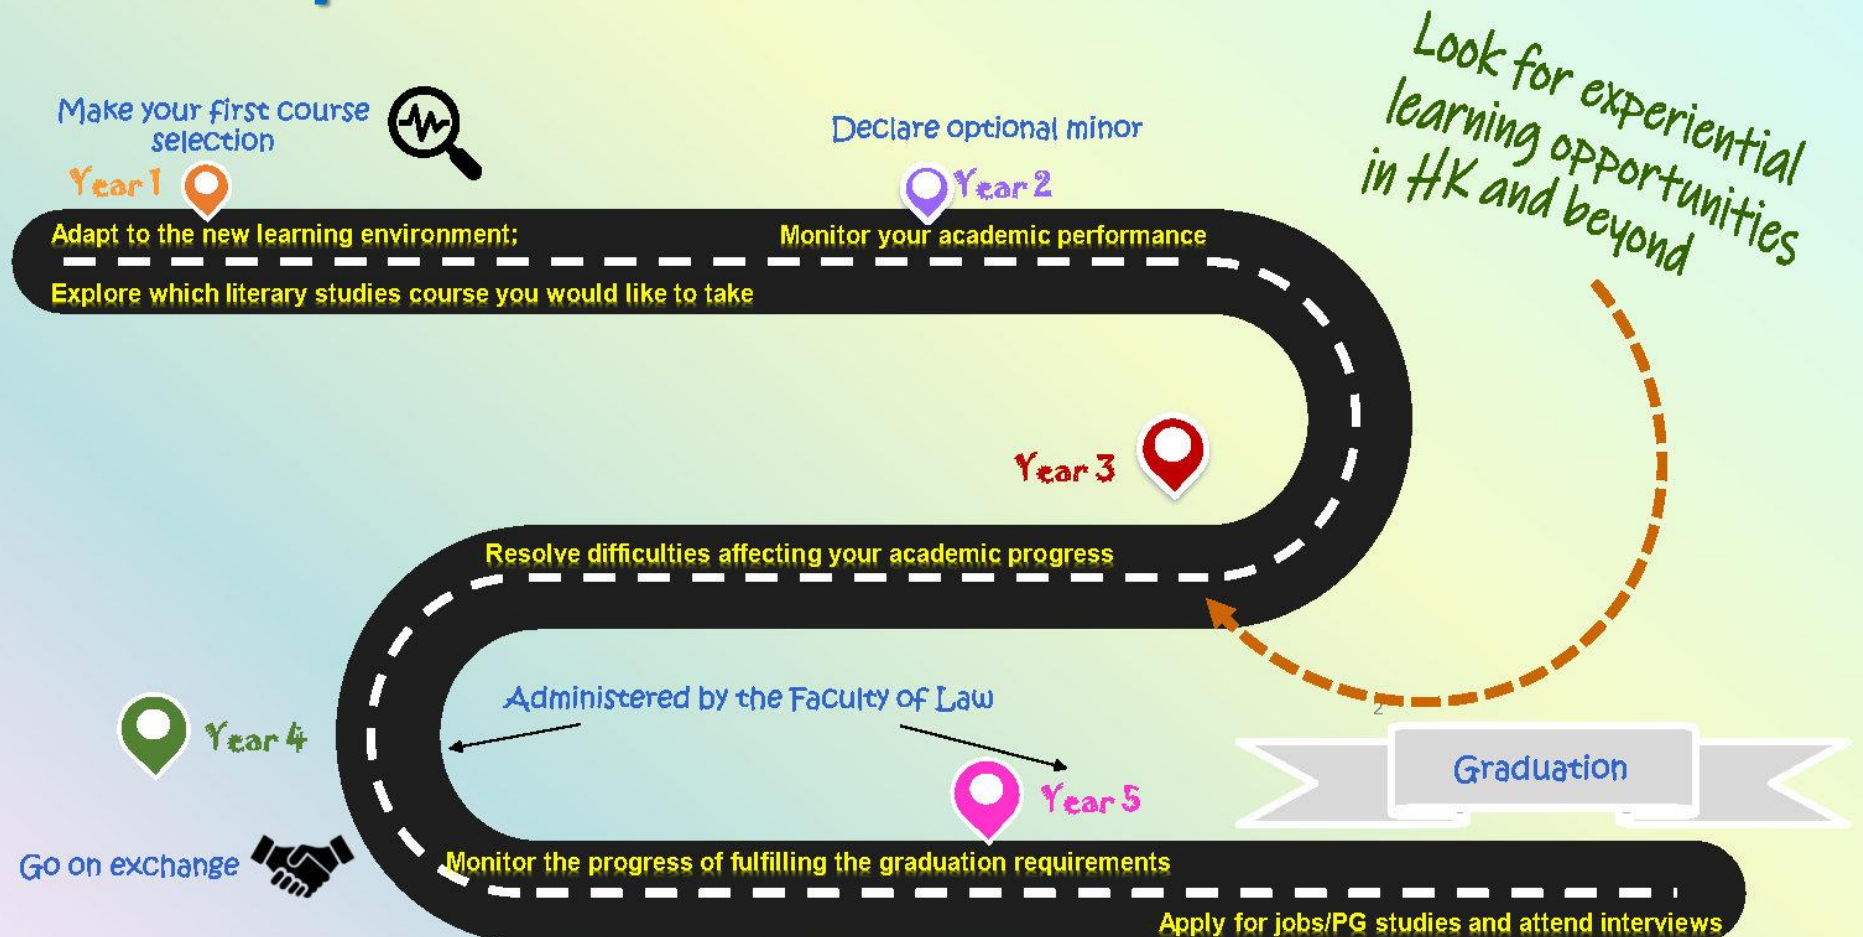 Make your first course
selection
Year 1
Declare optional minor
Year 2
Look for experiential
learning opportunities
in HK and beyond
Adapt to the new learning environment;
Monitor your academic performance
Explore which literary studies course you would like to take
Year 3
Resolve difficulties affecting your academic progress
Administered by the Faculty of Law
2
Year 4
Graduation
Year 5
Go on exchange
Monitor the progress of fulfilling the graduation requirements
Apply for jobs/PG studies and attend interviews